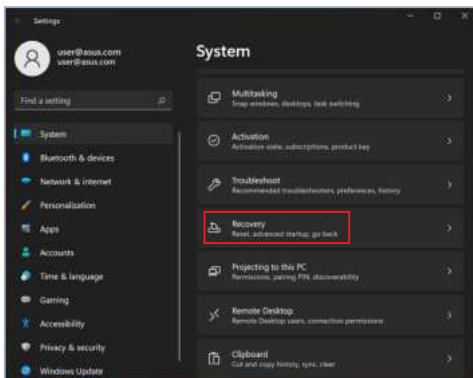 Settings
user@asus.com
user@asus.com
Find a setting
System
Bluetooth & devices
Network & internet
Personalization
Apps
Accounts
Time & language
Gaming
Accessibility
Privacy & security
Windows Update
System
Multitasking
Snap windows, desktops, task switching
Activation
Activation state, subscriptions, product key
Troubleshoot
Recommended troubleshooters, preferences, history
Recovery
Reset, advanced startup, go back
Projecting to this PC
Permissions, pairing PIN, discoverability
Remote Desktop
Remote Desktop users, connection permissions
Clipboard
Cut and copy history, sync, clear